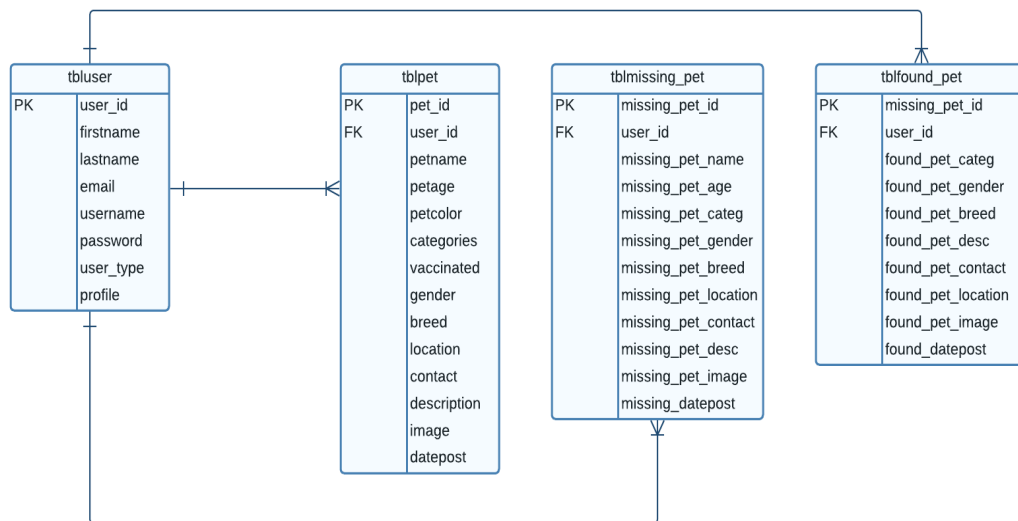 tbluser
PK user_id
firstname
lastname
email
username
password
user_type
profile
tblpet
PK pet_id
FK user_id
petname
petage
petcolor
categories
vaccinated
gender
breed
location
contact
description
image
datepost
tblmissing_pet
PK missing_pet_id
FK user_id
missing_pet_name
missing_pet_age
missing_pet_categ
missing_pet_gender
missing_pet_breed
missing_pet_location
missing_pet_contact
missing_pet_desc
missing_pet_image
missing_datepost
tblfound_pet
PK missing_pet_id
FK user_id
found_pet_categ
found_pet_gender
found_pet_breed
found_pet_desc
found_pet_contact
found_pet_location
found_pet_image
found_datepost